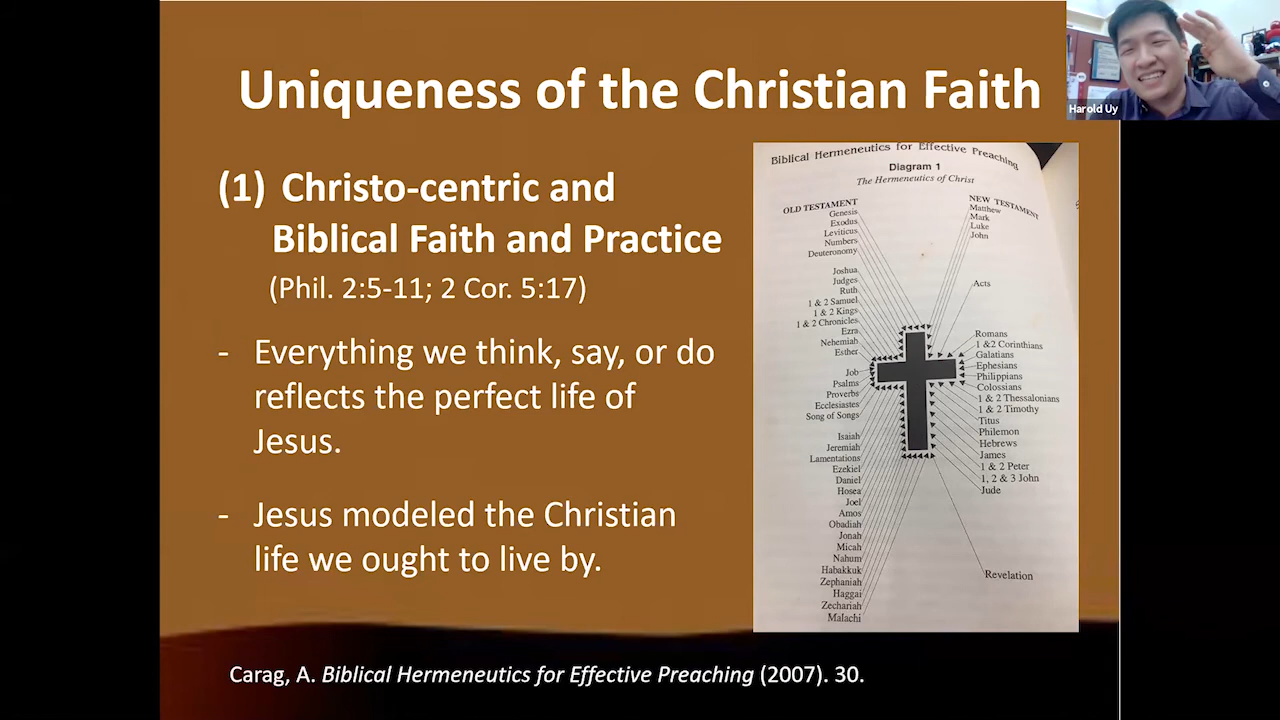 Uniqueness of the Christian Faith
Harold Uy
(1) Christo-centric and
Biblical Faith and Practice
(Phil. 2:5-11; 2 Cor. 5:17)
- Everything we think, say, or do
reflects the perfect life of
Jesus.
- Jesus modeled the Christian
life we ought to live by.
Biblical Hermeneutics for Effective Preaching
Diagram 1
The Hermeneutics of Christ
OLD TESTAMENT
Genesis
Exodus
Leviticus
Numbers
Deuteronomy
Joshua
Judges
Ruth
1 & 2 Samuel
1 & 2 Kings
1 & 2 Chronicles
Ezra
Nehemiah
Esther
Job
Psalms
Proverbs
Ecclesiastes
Song of Songs
Isaiah
Jeremiah
Lamentations
Ezekiel
Daniel
Hosea
Joel
Amos
Obadiah
Jonah
Micah
Nahum
Habakkuk
Zephaniah
Haggai
Zechariah
Malachi
NEW TESTAMENT
Matthew
Mark
Luke
John
Acts
Romans
1 &2 Corinthians
Galatians
Ephesians
Philippians
Colossians
1 & 2 Thessalonians
1 & 2 Timothy
Titus
Philemon
Hebrews
James
1 & 2 Peter
1, 2 & 3 John
Jude
Revelation
Carag, A. Biblical Hermeneutics for Effective Preaching (2007). 30.